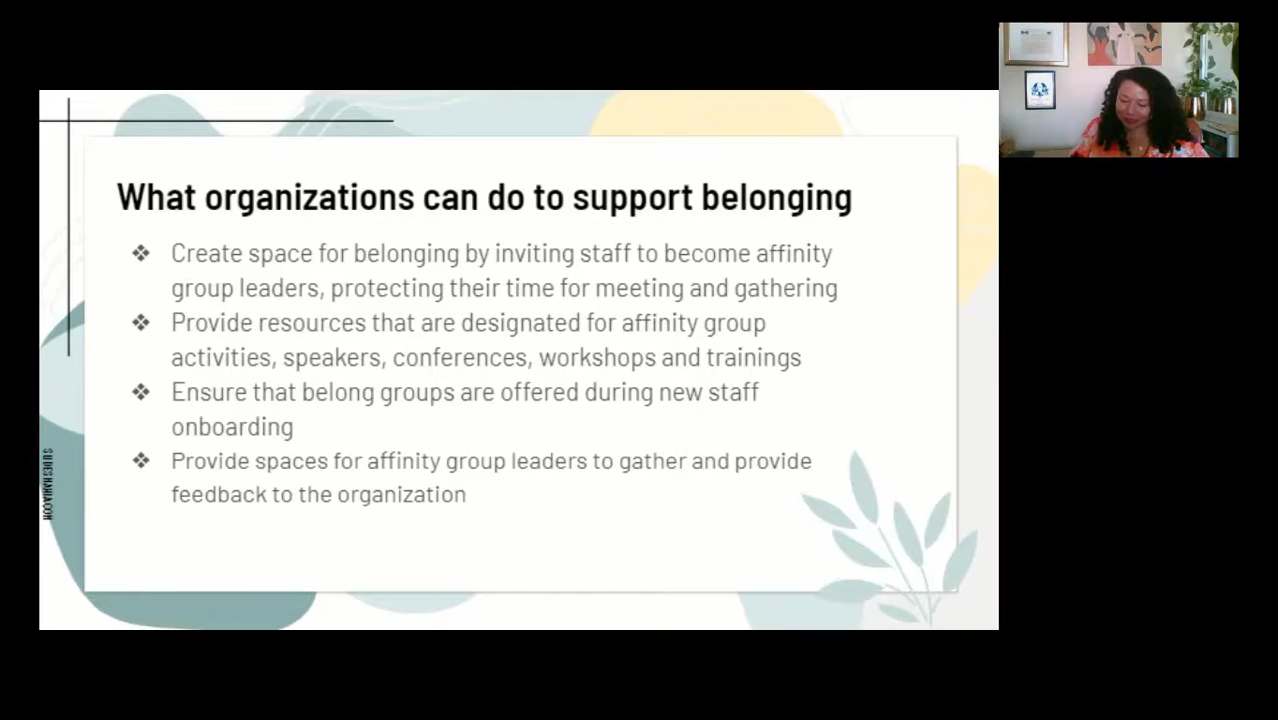 What organizations can do to support belonging
❖ Create space for belonging by inviting staff to become affinity
group leaders, protecting their time for meeting and gathering
❖ Provide resources that are designated for affinity group
activities, speakers, conferences, workshops and trainings
❖ Ensure that belong groups are offered during new staff
onboarding
❖ Provide spaces for affinity group leaders to gather and provide
feedback to the organization